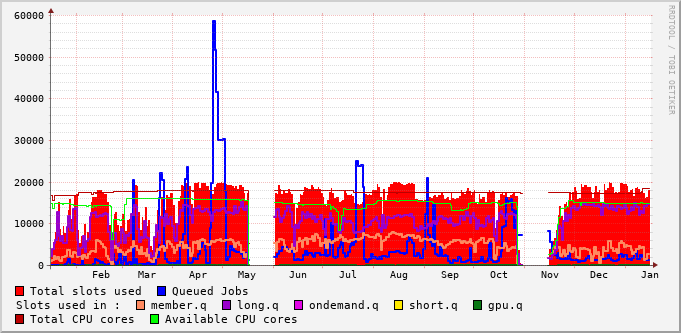 60000
50000
40000
30000
20000
10000
0
Feb Mar Apr May Jun Jul Aug Sep Oct Nov Dec Jan
RRDTOOL / TOBI OETIKER
Total slots used Queued Jobs
Slots used in : member.q long.q ondemand.q short.q gpu.q
Total CPU cores Available CPU cores